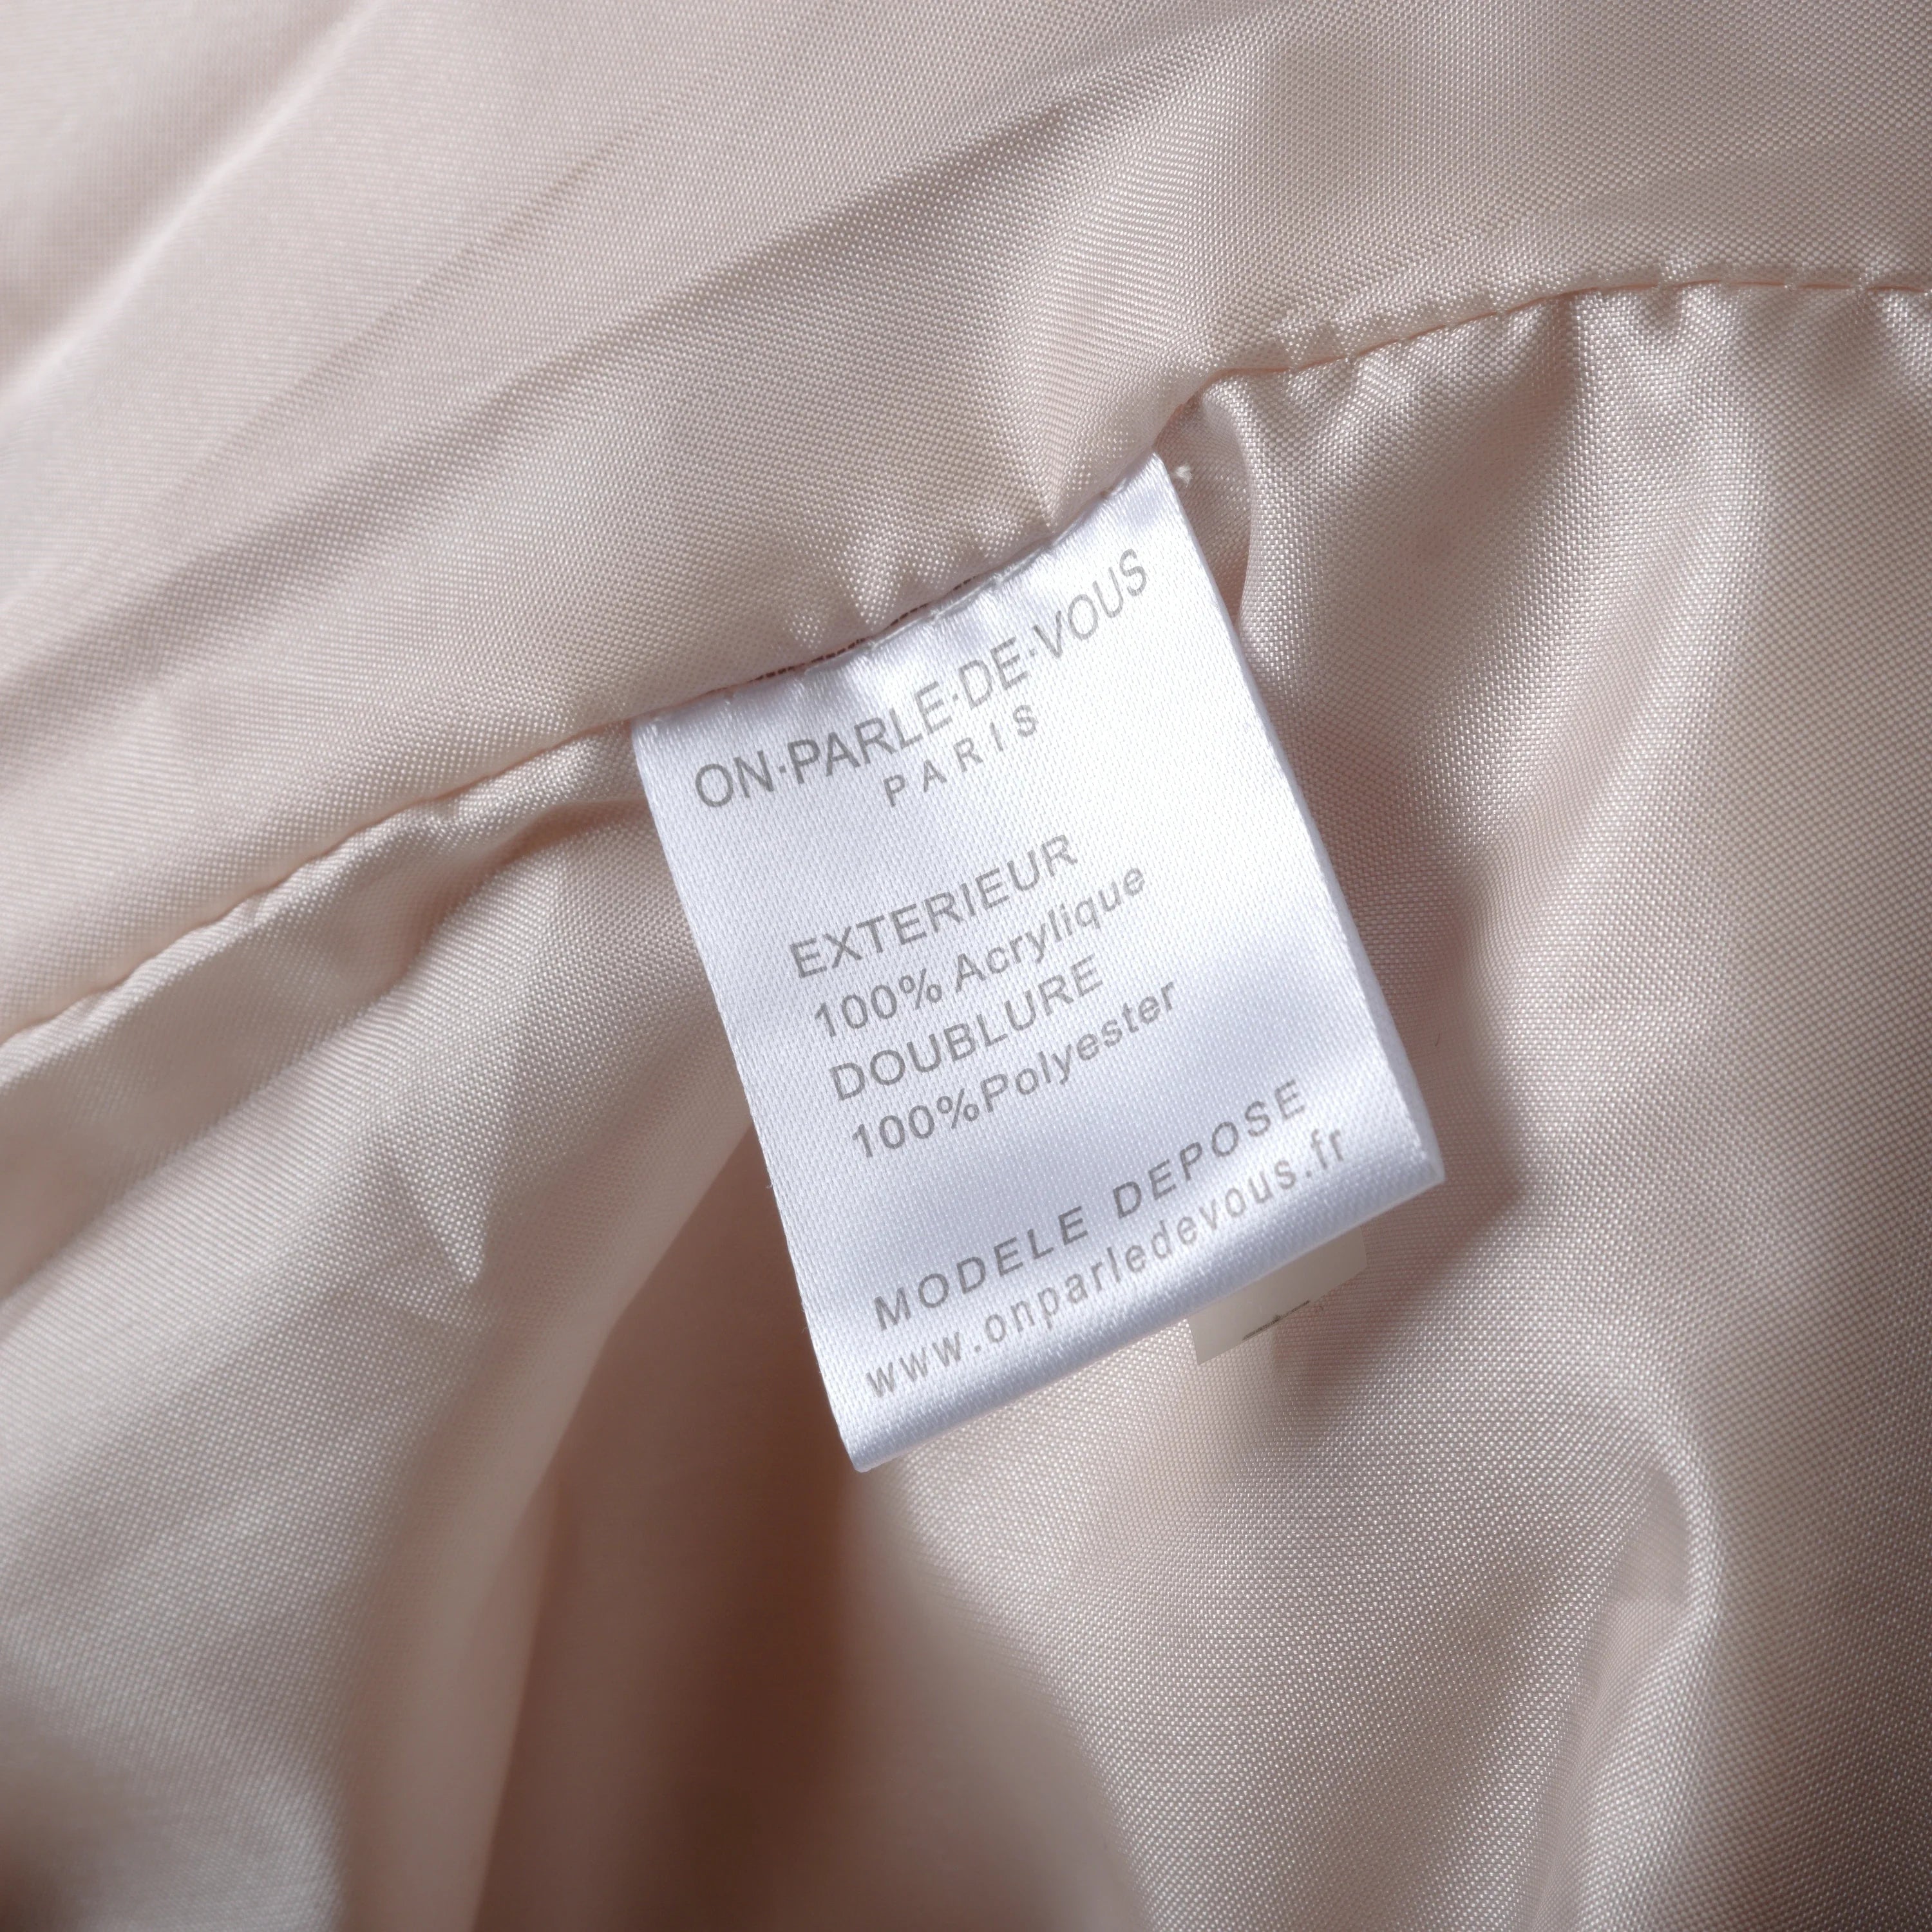 ON·PARLE·DE·VOUS
PARIS
EXTERIEUR
100% Acrylique
DOUBLURE
100%Polyester
MODELE DEPOSE
www.onparledevous.fr